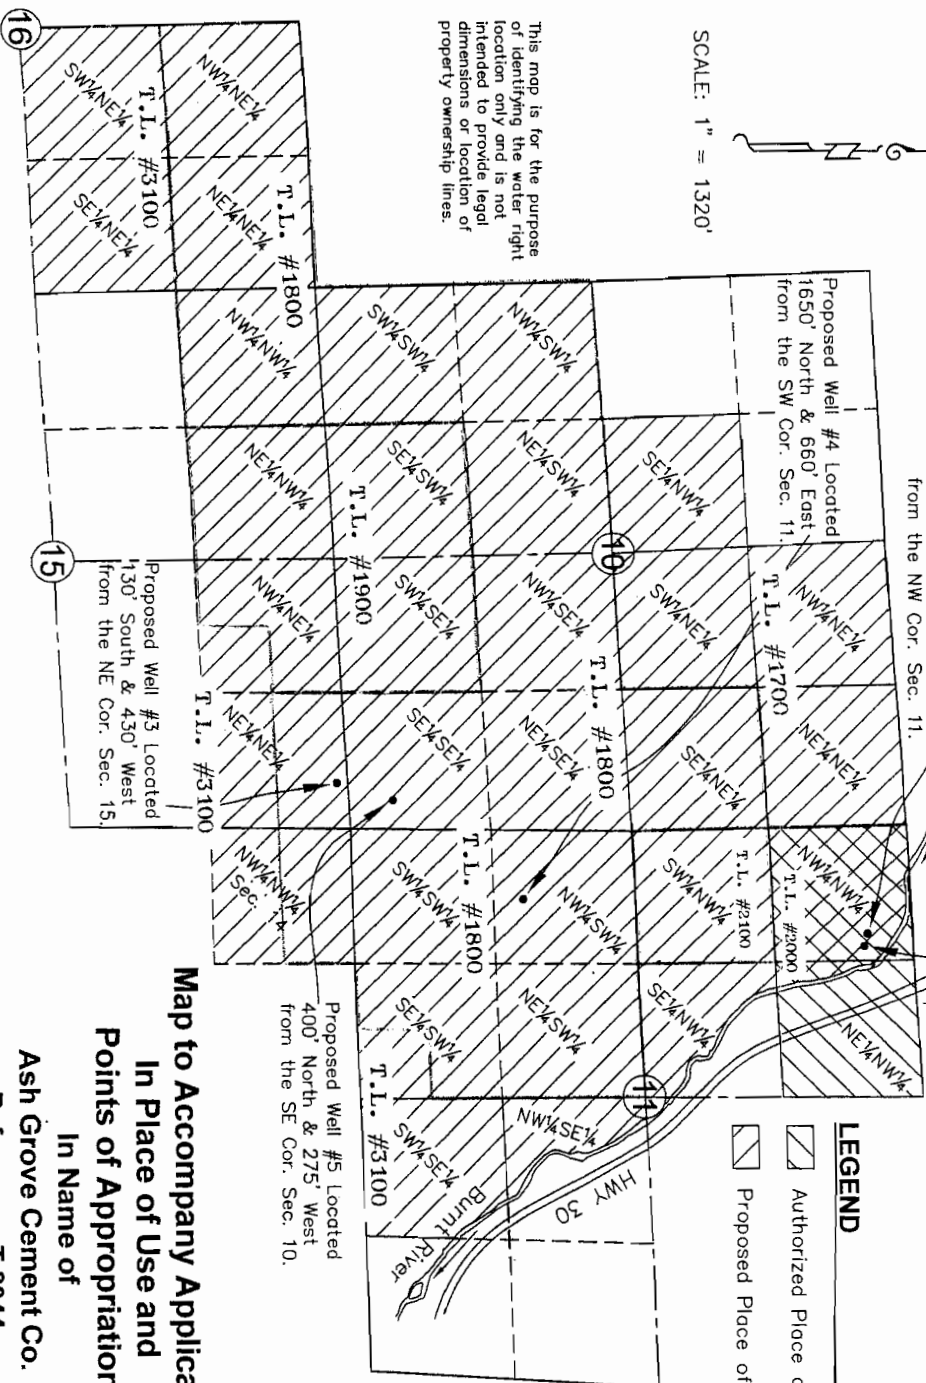 from the NW Cor. Sec. 11.
LEGEND
Authorized Place
Proposed Place of
SCALE: 1" = 1320'
This map is for the purpose
of identifying the water right
location only and is not
intended to provide legal
dimensions or location of
property ownership lines.
Proposed Well #4 Located
1650' North & 660' East
from the SW Cor. Sec. 11.
NW¼NE¼
NE¼NE¼
NW¼NW¼
NE¼NW¼
T.L. #1700
T.L. #2000
SE¼NW¼
SW¼NE¼
SE¼NE¼
T.L. #2100
SW¼NW¼
SE¼NW¼
10
11
HWY
30
NW¼SW¼
NE¼SW¼
NW¼SE¼
T.L. #1800
NE¼SE¼
NW¼SW¼
NE¼SW¼
NW¼SE¼
SW¼SW¼
SE¼SW¼
SW¼SE¼
SE¼SE¼
T.L. #1800
SW¼SW¼
SE¼SW¼
SW¼SE¼
Burnt
River
T.L. #1900
T.L. #3100
NW¼NE¼
NE¼NE¼
T.L. #1800
NW¼NW¼
NE¼NW¼
NW¼NE¼
NE¼NE¼
NW¼NW¼
Sec.
T.L. #3100
SW¼NE¼
SE¼NE¼
T.L. #3100
16
15
Proposed Well #3 Located
130' South & 430' West
from the NE Cor. Sec. 15.
Proposed Well #5 Located
400' North & 275' West
from the SE Cor. Sec. 10.
Map to Accompany
In Place of Use and
Points of Appropriation
In Name of
Ash Grove Cement Co.